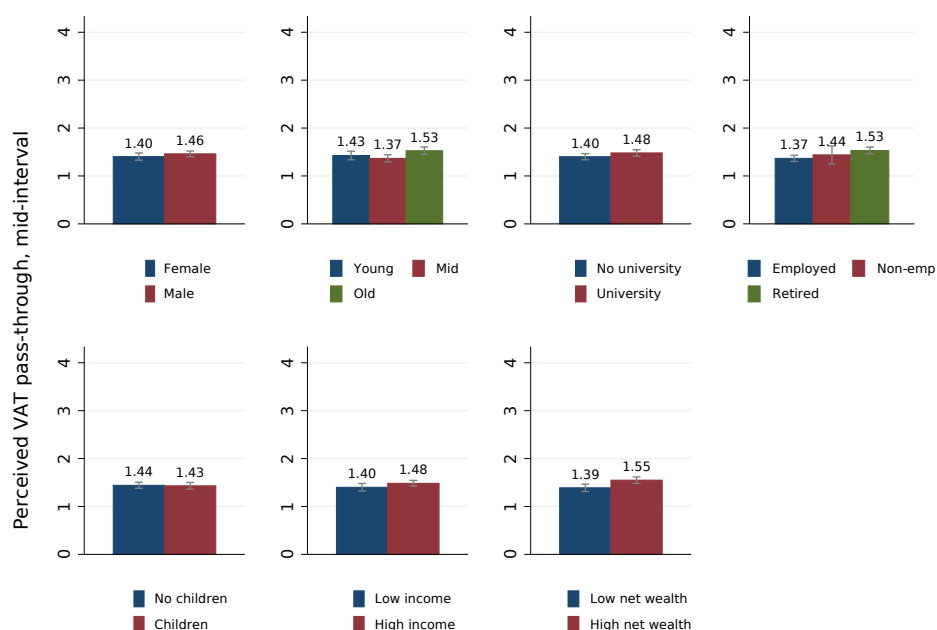 Perceived VAT pass-through, mid-interval
0 1 2 3 4
1.40 1.46
Female
Male
0 1 2 3 4
1.43 1.37 1.53
Young Mid
Old
0 1 2 3 4
1.40 1.48
No university
University
0 1 2 3 4
1.37 1.44 1.53
Employed Non-emp
Retired
0 1 2 3 4
1.44 1.43
No children
Children
0 1 2 3 4
1.40 1.48
Low income
High income
0 1 2 3 4
1.39 1.55
Low net wealth
High net wealth